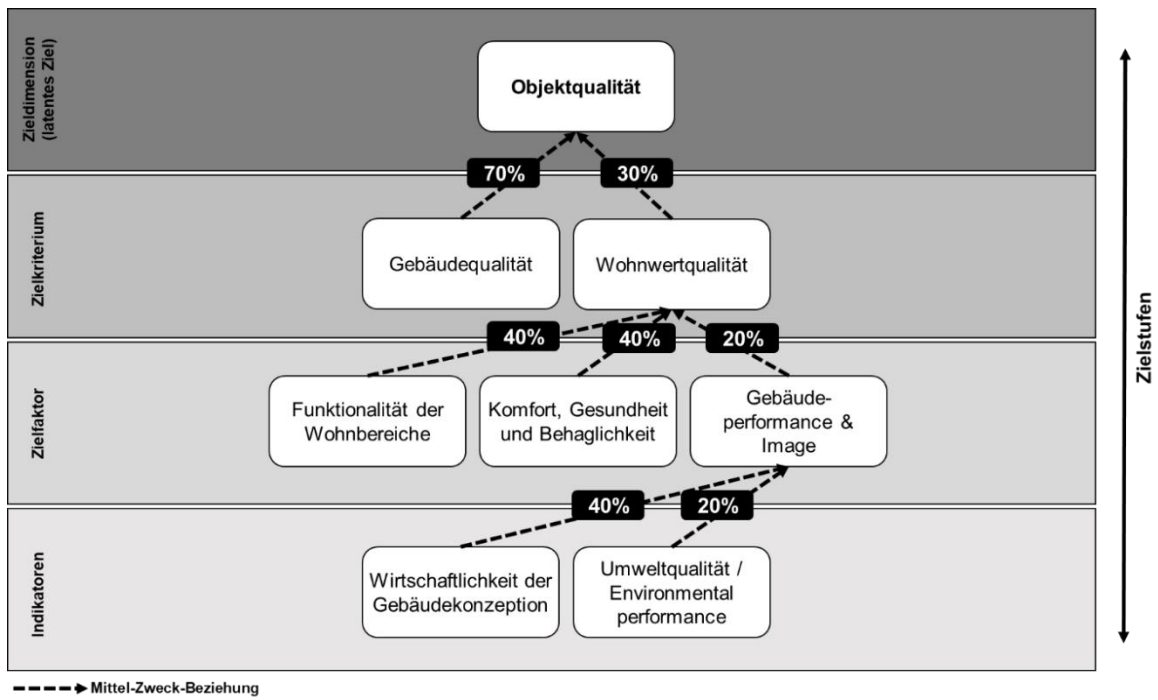 Zieldimension
(latentes Ziel)
Objektqualität
70%
30%
Zielkriterium
Gebäudequalität
Wohnwertqualität
40%
40%
20%
Zielfaktor
Funktionalität der
Wohnbereiche
Komfort, Gesundheit
und Behaglichkeit
Gebäude-
performance &
Image
40%
20%
Indikatoren
Wirtschaftlichkeit der
Gebäudekonzeption
Umweltqualität /
Environmental
performance
Zielstufen
Mittel-Zweck-Beziehung